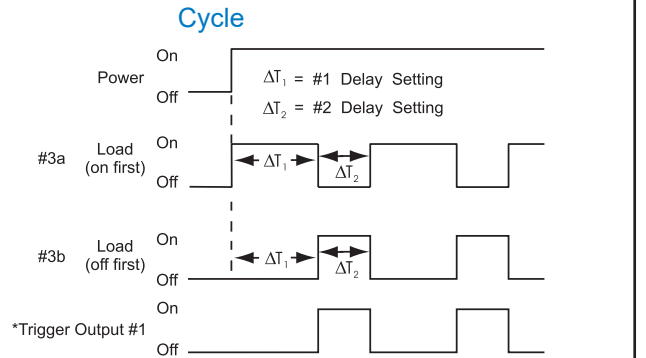 Cycle
On
Power
Off
ΔT₁ = #1 Delay Setting
ΔT₂ = #2 Delay Setting
On
#3a Load
(on first)
Off
ΔT₁
ΔT₂
On
#3b Load
(off first)
Off
ΔT₁
ΔT₂
On
*Trigger Output #1
Off